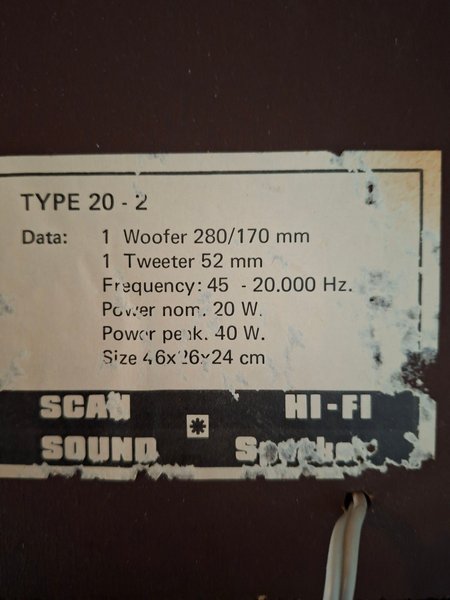 TYPE 20 - 2
Data: 1 Woofer 280/170 mm
1 Tweeter 52 mm
Frequency: 45 - 20.000 Hz.
Power nom. 20 W.
Power peak. 40 W.
Size 46x26x24 cm
SCAN HI-FI
SOUND Speaker